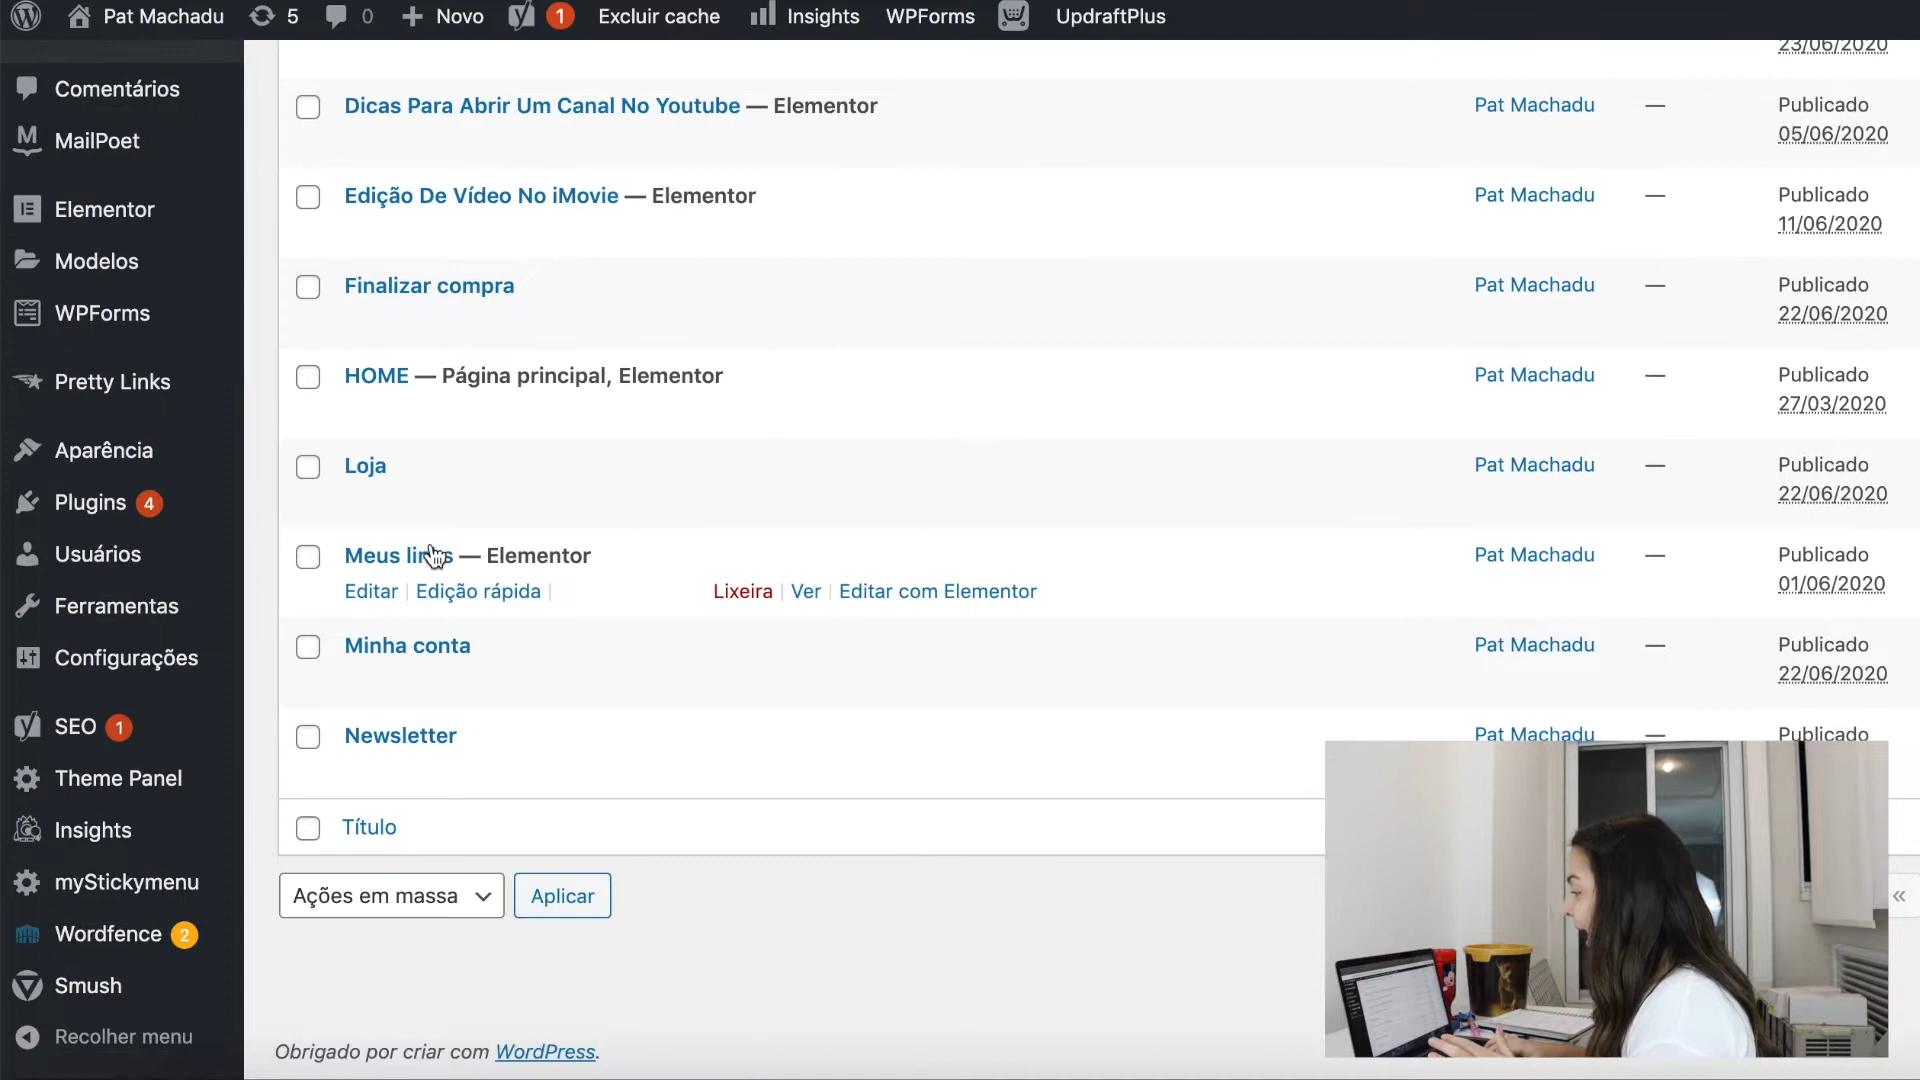 Pat Machadu 5 0 Novo 1 Excluir cache Insights WPForms UpdraftPlus
Comentários
MailPoet
Elementor
Modelos
WPForms
Pretty Links
Aparência
Plugins 4
Usuários
Ferramentas
Configurações
SEO 1
Theme Panel
Insights
myStickymenu
Wordfence 2
Smush
Recolher menu
23/06/2020
Dicas Para Abrir Um Canal No Youtube — Elementor Pat Machadu — Publicado
05/06/2020
Edição De Vídeo No iMovie — Elementor Pat Machadu — Publicado
11/06/2020
Finalizar compra Pat Machadu — Publicado
22/06/2020
HOME — Página principal, Elementor Pat Machadu — Publicado
27/03/2020
Loja Pat Machadu — Publicado
22/06/2020
Meus links — Elementor Pat Machadu — Publicado
Editar | Edição rápida | Lixeira | Ver | Editar com Elementor 01/06/2020
Minha conta Pat Machadu — Publicado
22/06/2020
Newsletter Pat Machadu — Publicado
Título
Ações em massa Aplicar «
Obrigado por criar com WordPress.